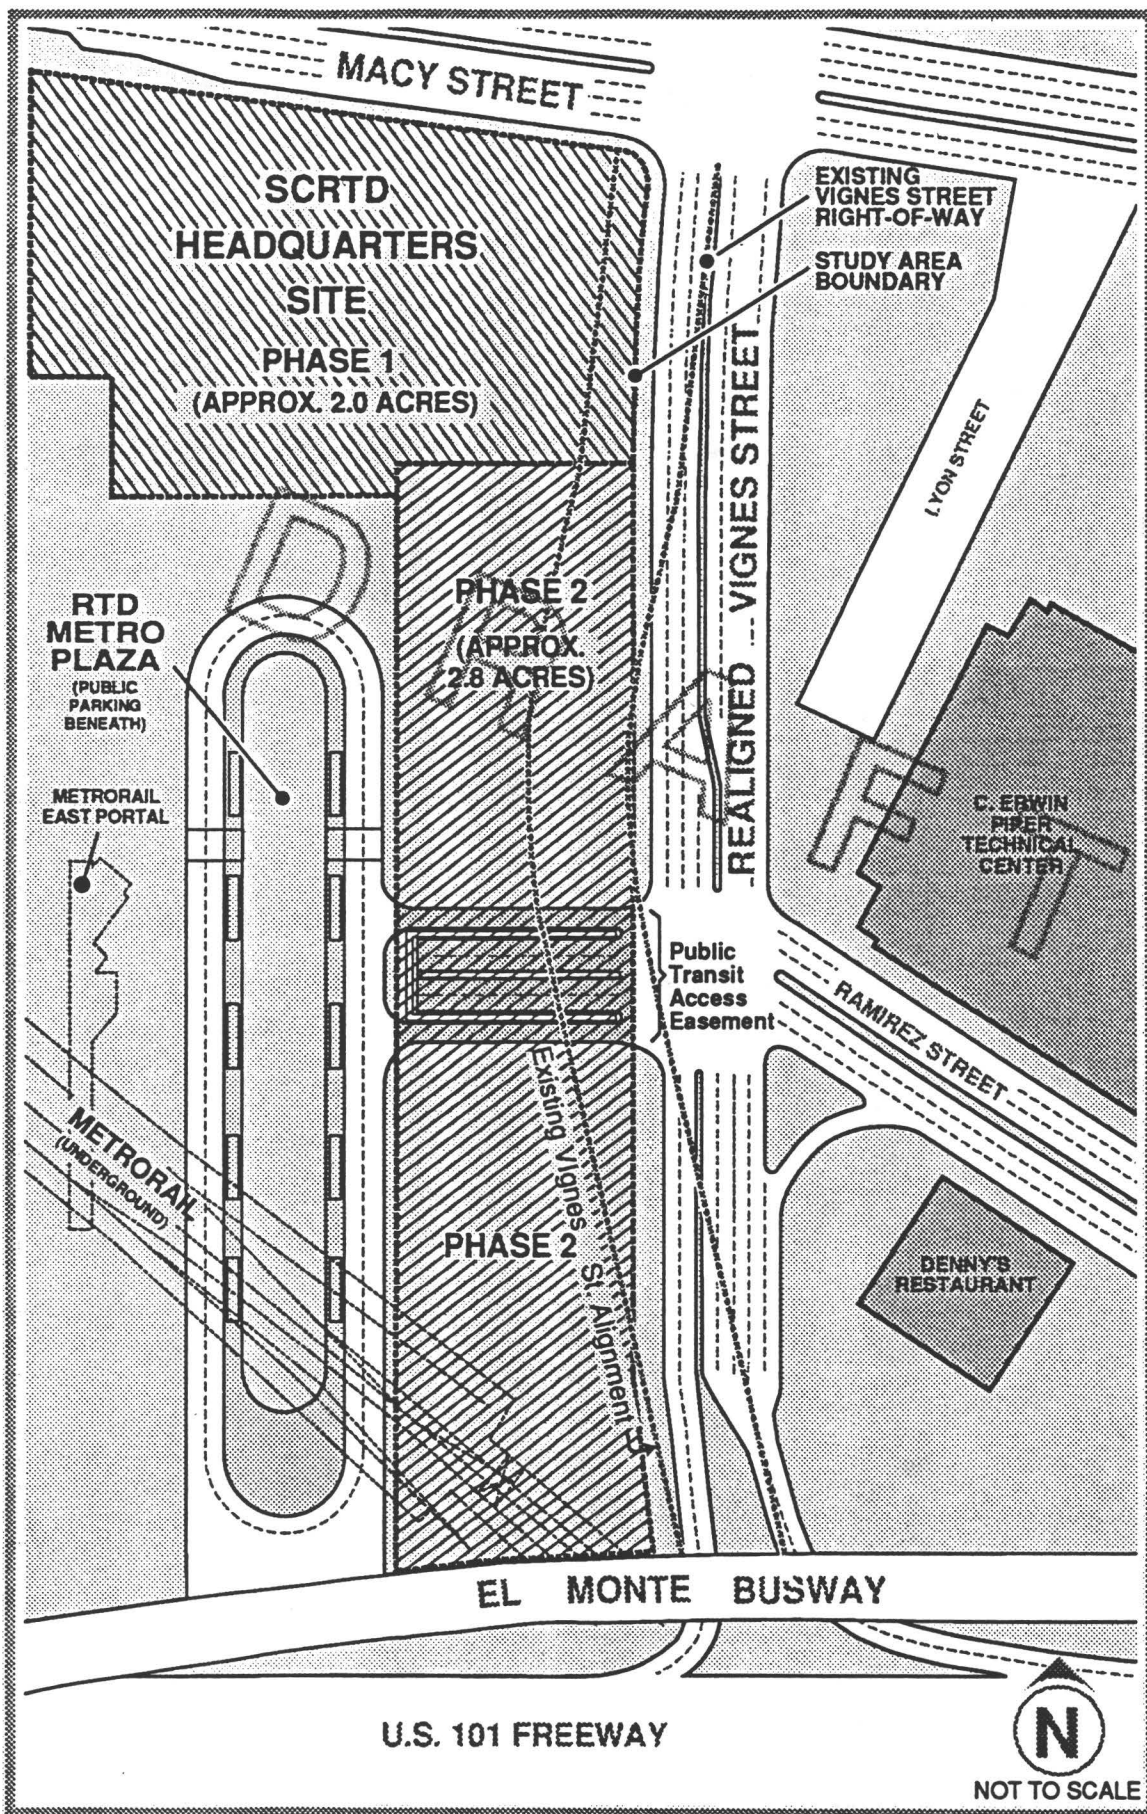 MACY STREET
SCRTD
HEADQUARTERS
SITE
PHASE 1
(APPROX. 2.0 ACRES)
EXISTING
VIGNES STREET
RIGHT-OF-WAY
STUDY AREA
BOUNDARY
REALIGNED VIGNES STREET
LYON STREET
PHASE 2
(APPROX.
2.8 ACRES)
RTD
METRO
PLAZA
(PUBLIC
PARKING
BENEATH)
METRORAIL
EAST PORTAL
C. ERWIN
PIPER
TECHNICAL
CENTER
DRAFT
Public
Transit
Access
Easement
RAMIREZ STREET
Existing Vignes St. Alignment
METRORAIL
(UNDERGROUND)
PHASE 2
DENNY'S
RESTAURANT
EL MONTE BUSWAY
U.S. 101 FREEWAY
N
NOT TO SCALE